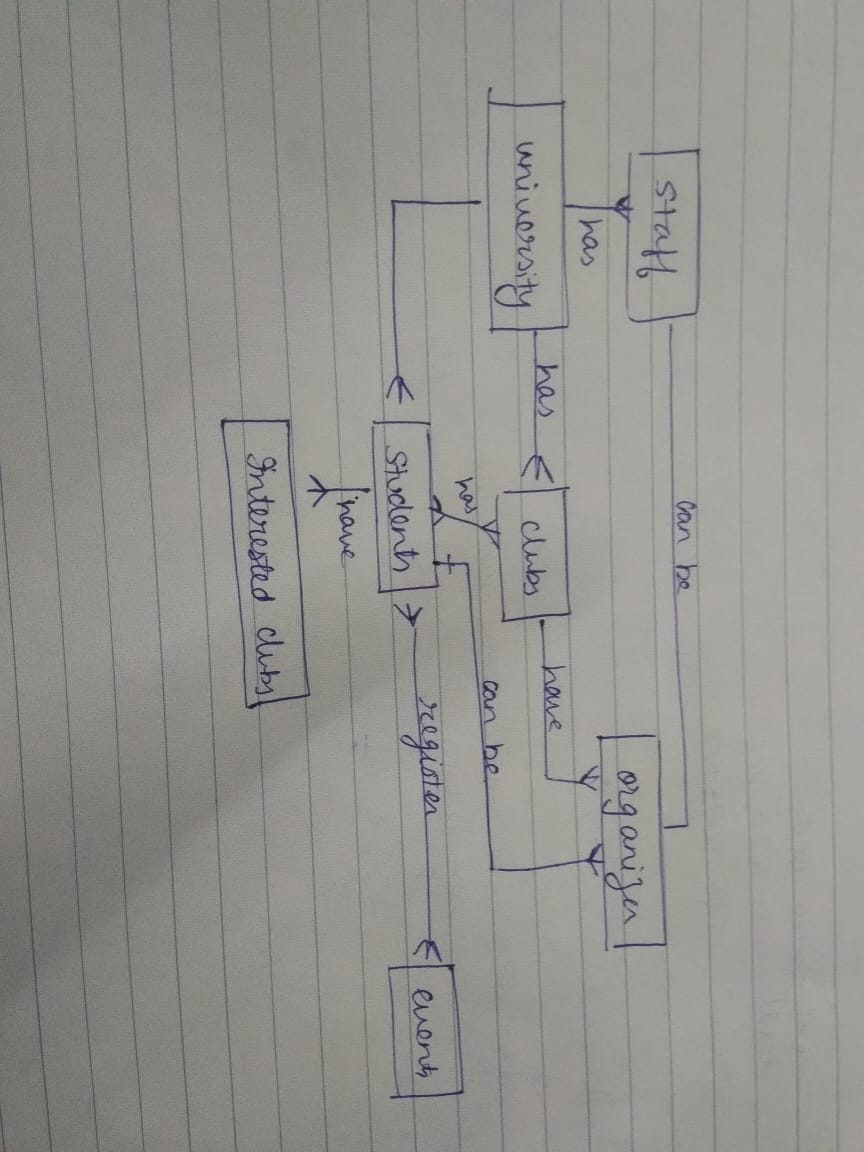 staff
can be
has
organizer
university
has
clubs
have
has
can be
students
register
events
have
Interested clubs